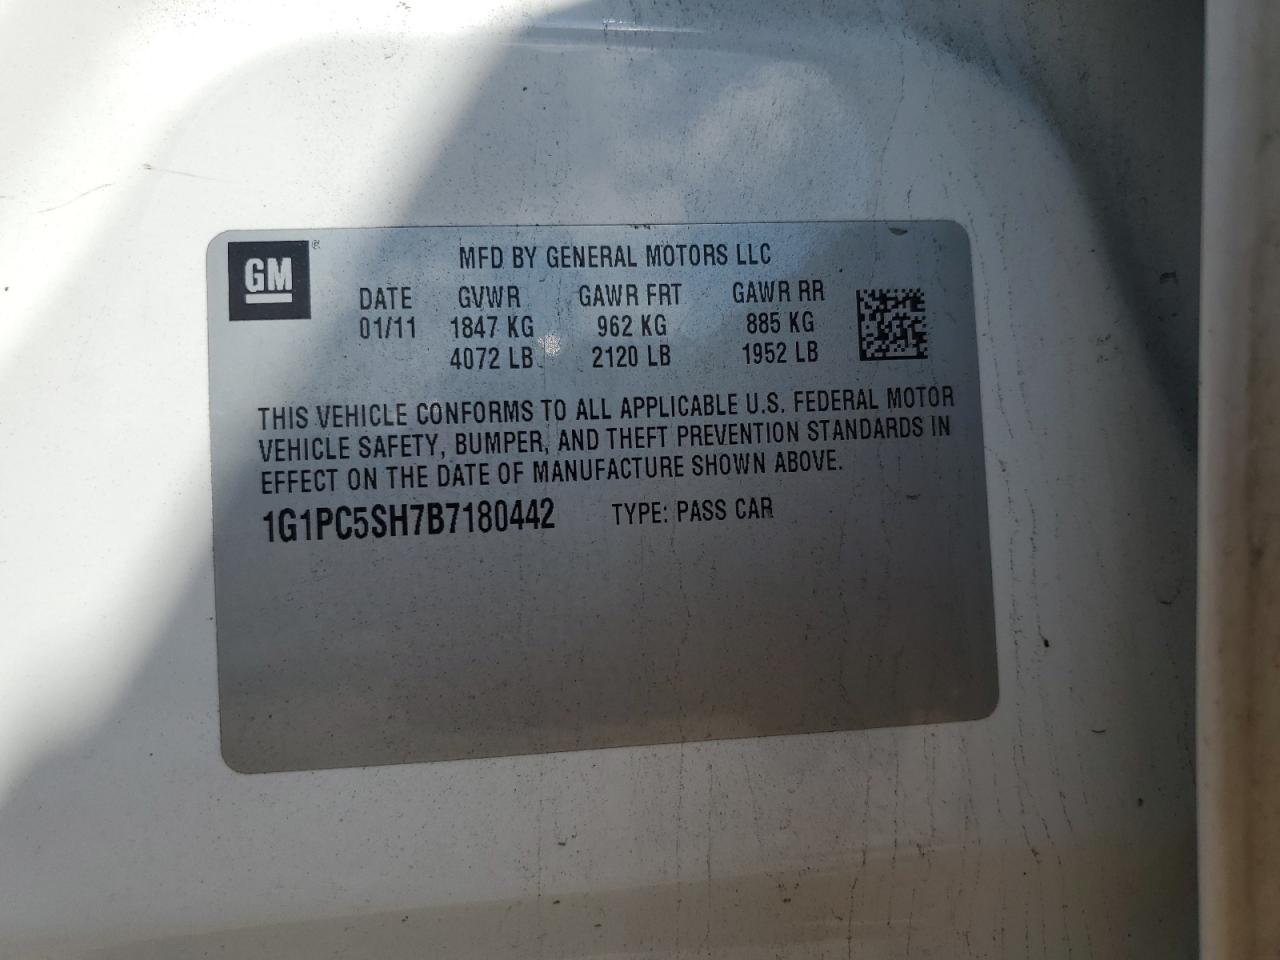 GM ®
MFD BY GENERAL MOTORS LLC
DATE GVWR GAWR FRT GAWR RR
01/11 1847 KG 962 KG 885 KG
4072 LB 2120 LB 1952 LB
THIS VEHICLE CONFORMS TO ALL APPLICABLE U.S. FEDERAL MOTOR
VEHICLE SAFETY, BUMPER, AND THEFT PREVENTION STANDARDS IN
EFFECT ON THE DATE OF MANUFACTURE SHOWN ABOVE.
1G1PC5SH7B7180442 TYPE: PASS CAR